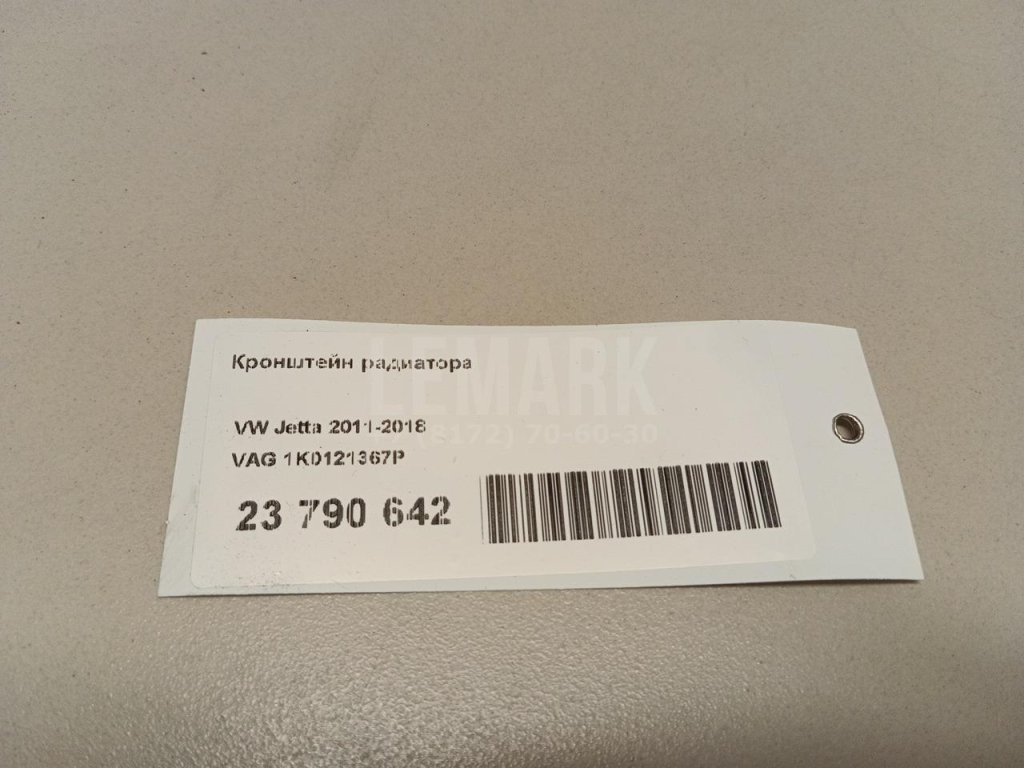 Кронштейн радиатора
LEMARK
VW Jetta 2011-2018
(8172) 70-60-30
VAG 1K0121367P
23 790 642